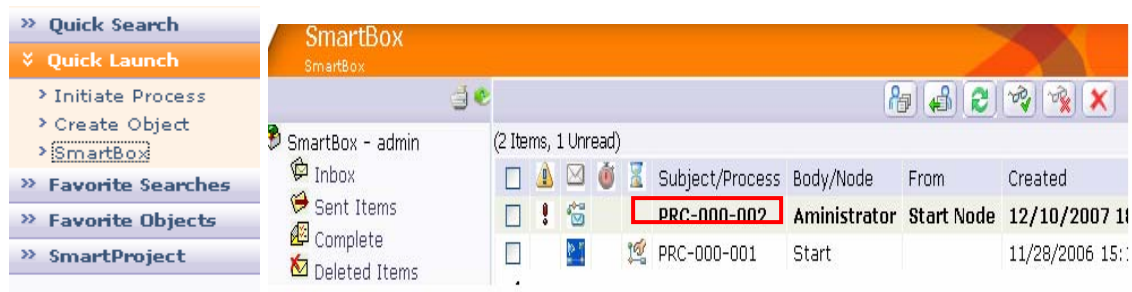 Quick Search
Quick Launch
Initiate Process
Create Object
SmartBox
Favorite Searches
Favorite Objects
SmartProject
SmartBox
SmartBox
SmartBox - admin
Inbox
Sent Items
Complete
Deleted Items
(2 Items, 1 Unread)
Subject/Process Body/Node From Created
PRC-000-002 Aministrator Start Node 12/10/2007
PRC-000-001 Start 11/28/2006 15: